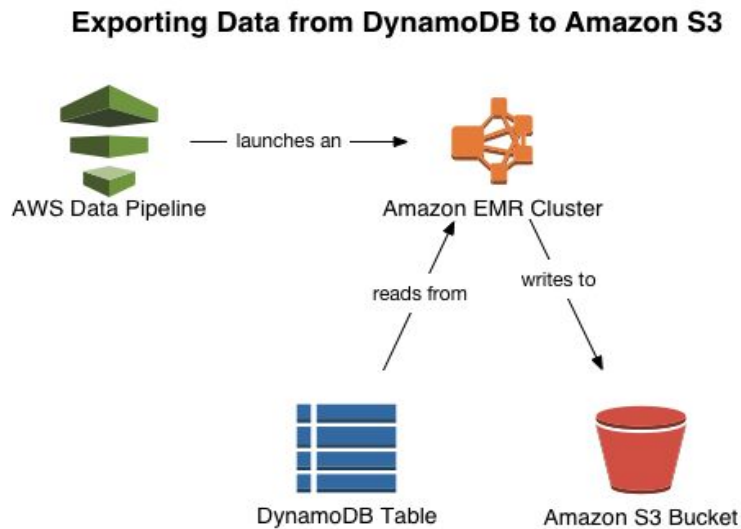 Exporting Data from DynamoDB to Amazon S3
launches an
AWS Data Pipeline
Amazon EMR Cluster
reads from
writes to
DynamoDB Table
Amazon S3 Bucket